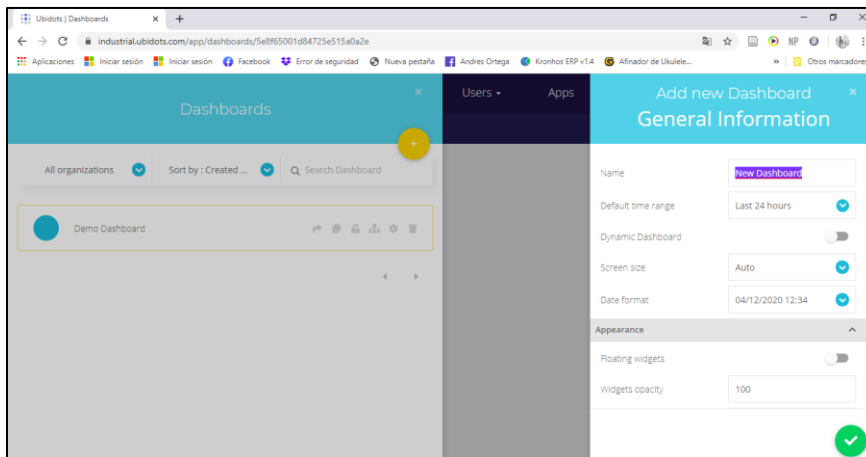 Ubidots | Dashboards
industrial.ubidots.com/app/dashboards/5e8f65001d84725e515a0a2e
Aplicaciones Iniciar sesión Iniciar sesión Facebook Error de seguridad Nueva pestaña Andres Ortega Kronhos ERP v1.4 Afinador de Ukulele... » Otros marcadores
Dashboards
Users
Apps
All organizations
Sort by : Created ...
Search Dashboard
Demo Dashboard
Add new Dashboard
General Information
Name New Dashboard
Default time range Last 24 hours
Dynamic Dashboard
Screen size Auto
Date format 04/12/2020 12:34
Appearance
Floating widgets
Widgets opacity 100